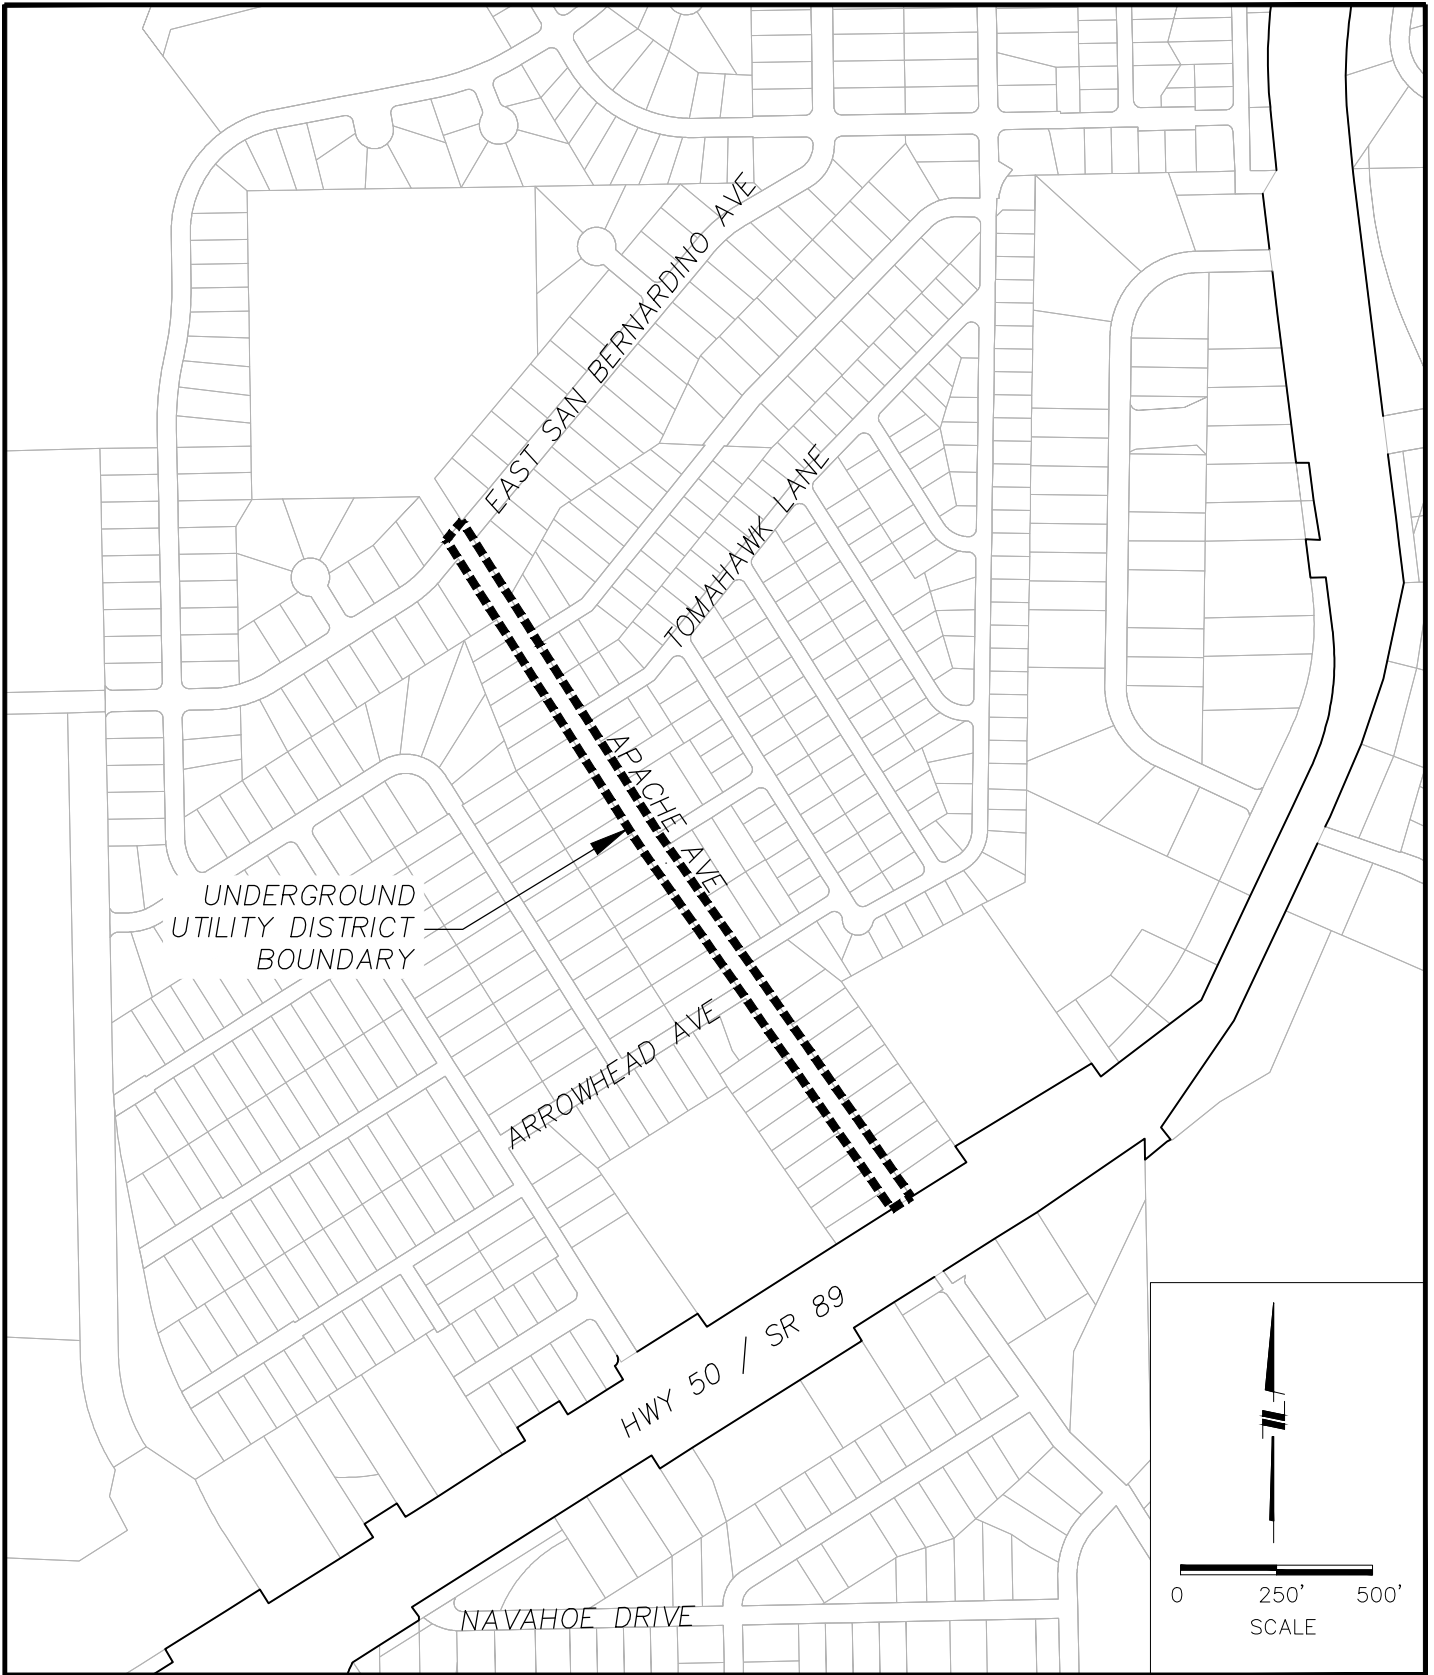 EAST SAN BERNARDINO AVE
TOMAHAWK LANE
APACHE AVE
UNDERGROUND
UTILITY DISTRICT
BOUNDARY
ARROWHEAD AVE
HWY 50 / SR 89
NAVAHOE DRIVE
N
0 250' 500'
SCALE